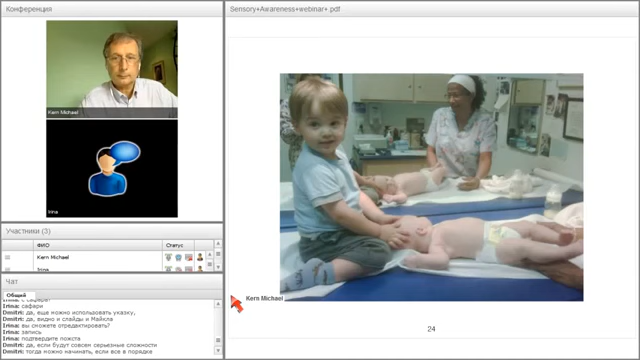 Конференция
Kern Michael
Irina
Участники (3)
ФИО
Статус
Kern Michael
Irina
Чат
Общий
Irina: с сафари?
Irina: сафари
Dmitri: да, еще можно использовать указку,
Dmitri: да, видно и слайды и Майкла
Irina: вы сможете отредактировать?
Irina: запись
Irina: подтвердите пожста
Dmitri: да, если будут совсем серьезные сложности
Dmitri: тогда можно начинать, если все в порядке
Sensory+Awareness+webinar+.pdf
Kern Michael
24